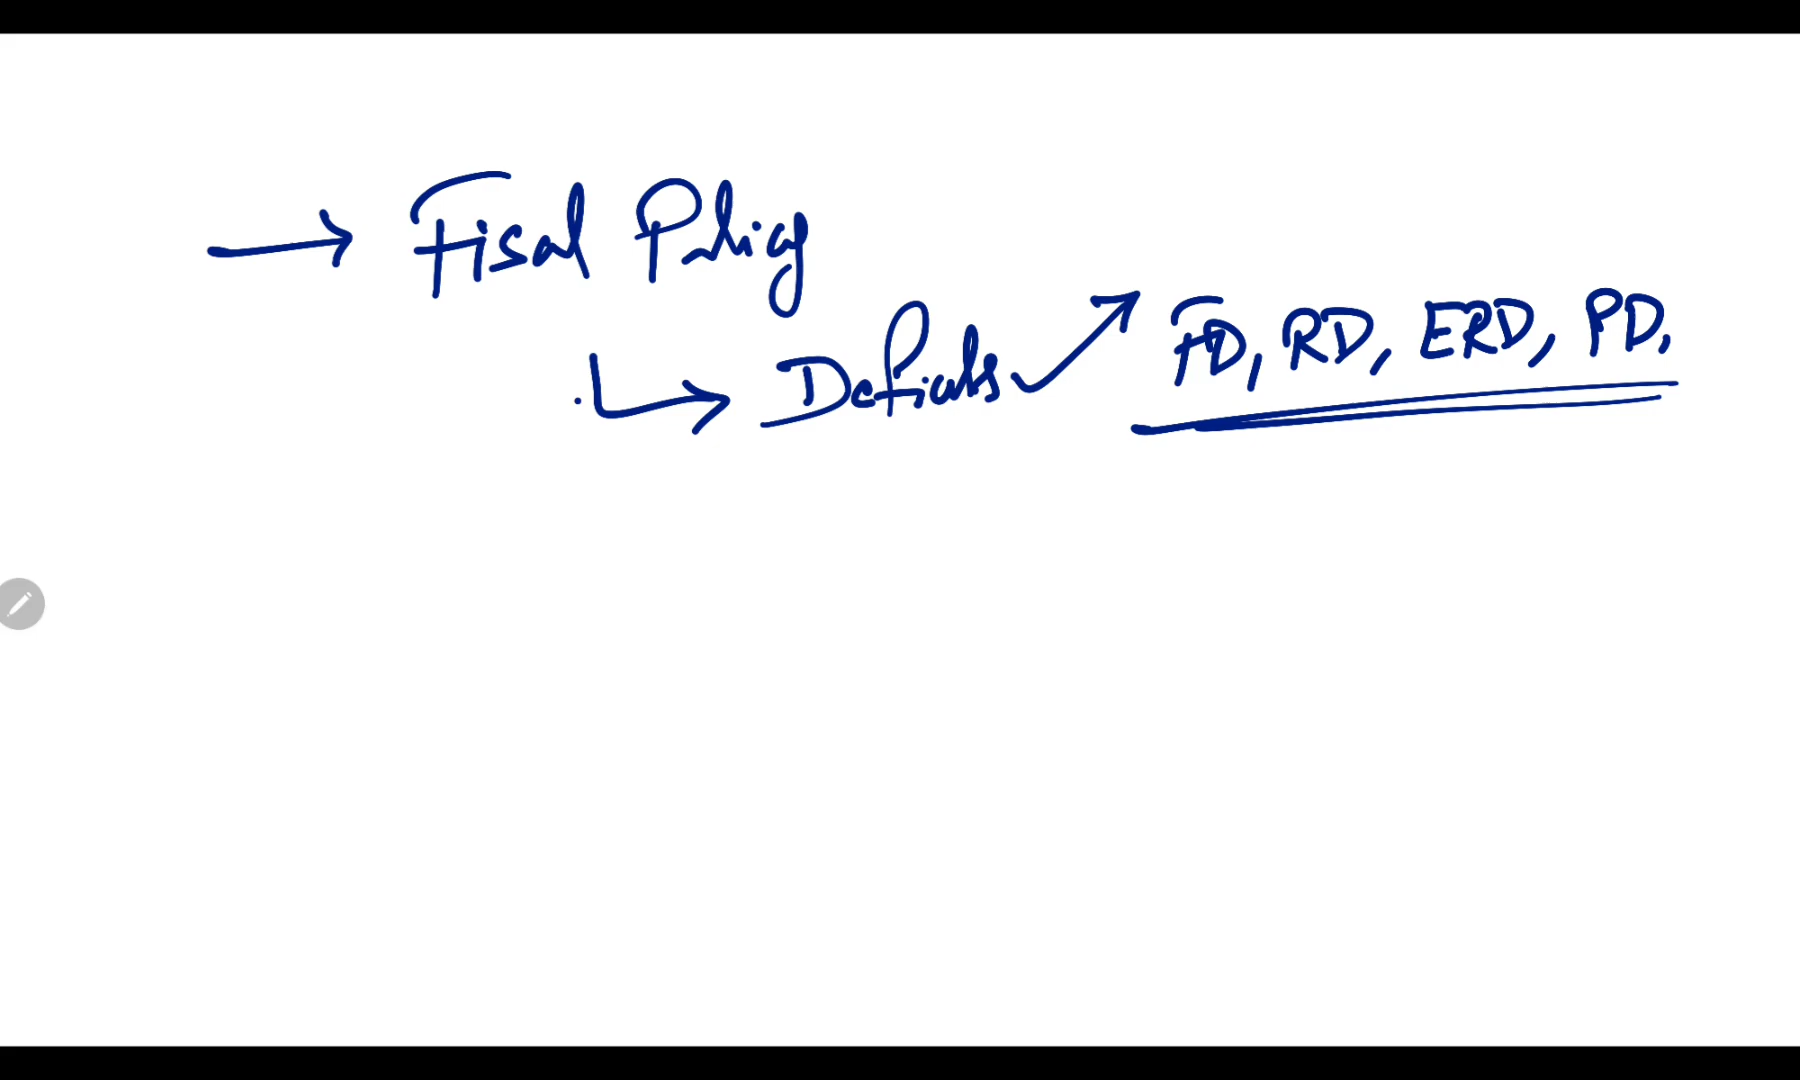 → Fisal Policy
↳ Deficits → FD, RD, ERD, PD,